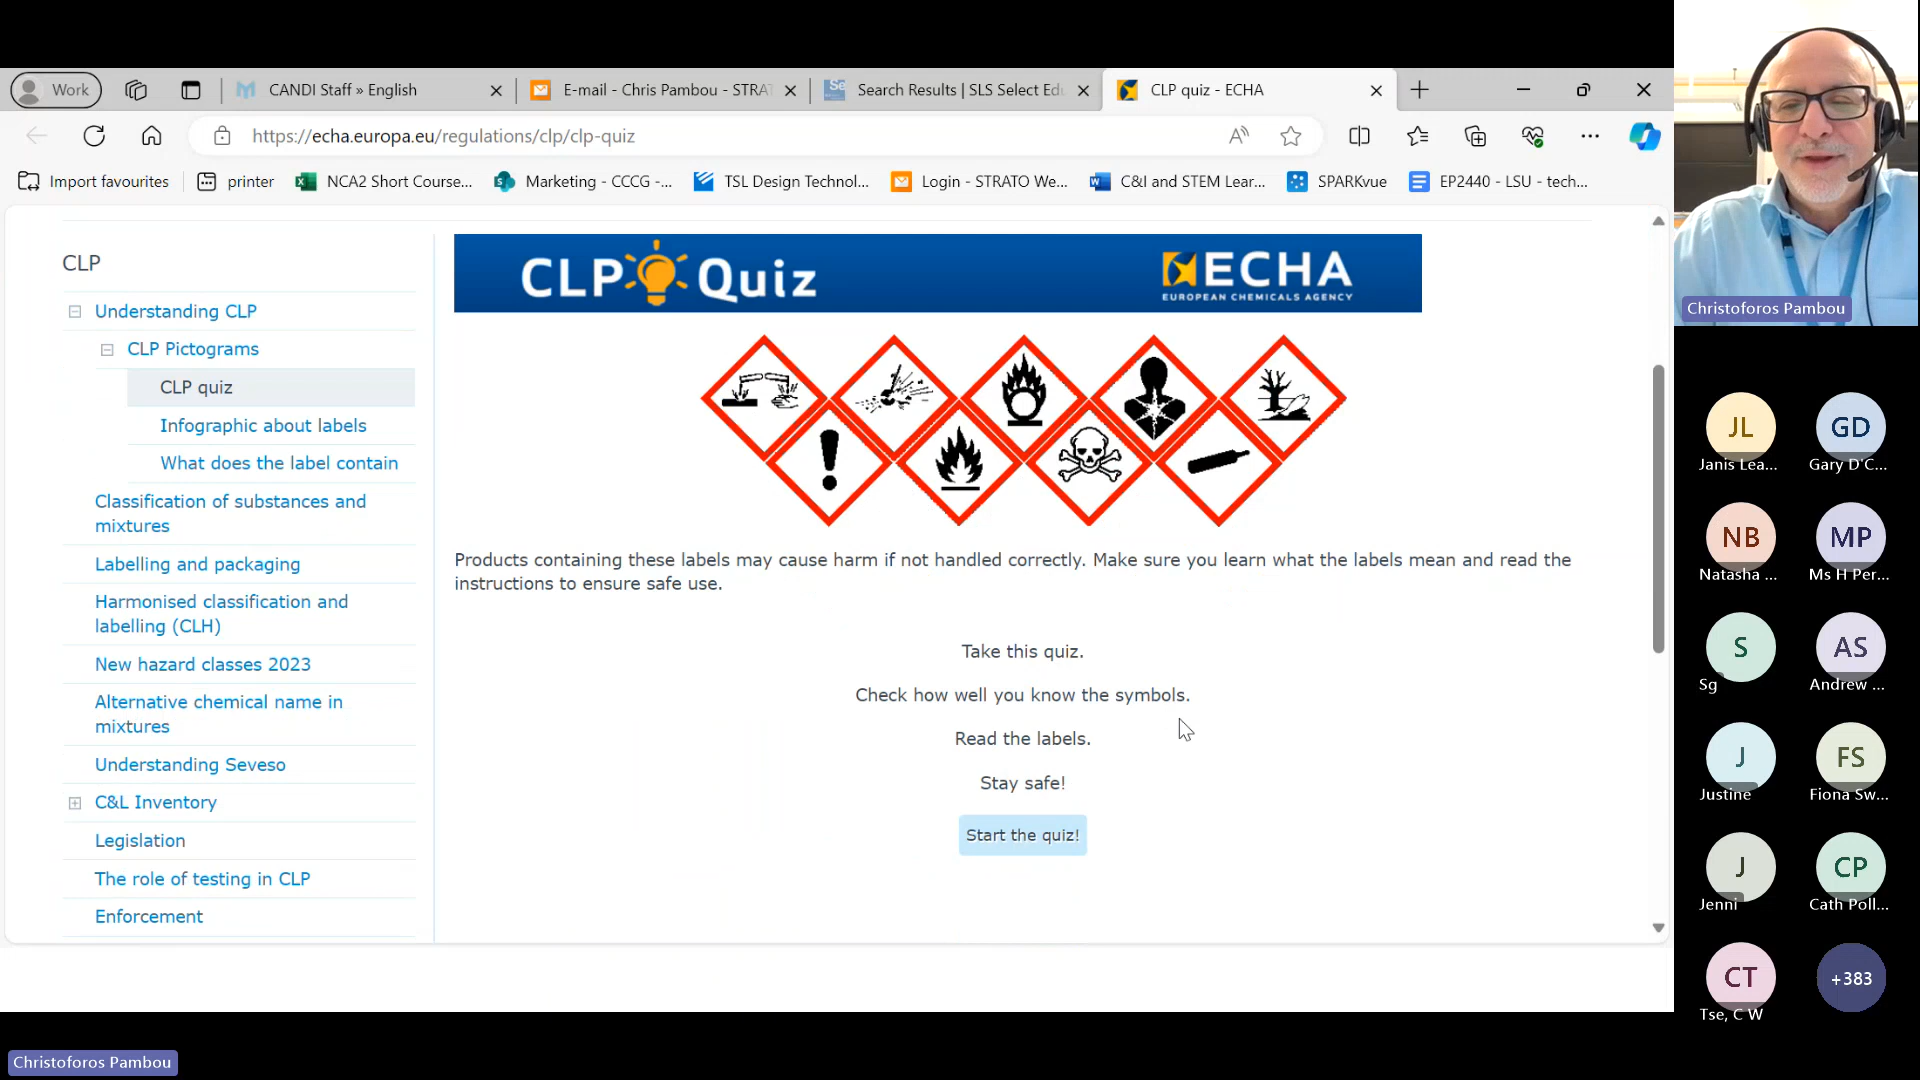 Work
CANDI Staff » English
E-mail - Chris Pambou - STRA
Search Results | SLS Select Ed
CLP quiz - ECHA
https://echa.europa.eu/regulations/clp/clp-quiz
Import favourites
printer
NCA2 Short Course...
Marketing - CCCG -...
TSL Design Technol...
Login - STRATO We...
C&I and STEM Lear...
SPARKvue
EP2440 - LSU - tech...
CLP
Understanding CLP
CLP Pictograms
CLP quiz
Infographic about labels
What does the label contain
Classification of substances and
mixtures
Labelling and packaging
Harmonised classification and
labelling (CLH)
New hazard classes 2023
Alternative chemical name in
mixtures
Understanding Seveso
C&L Inventory
Legislation
The role of testing in CLP
Enforcement
CLP Quiz
ECHA
EUROPEAN CHEMICALS AGENCY
Products containing these labels may cause harm if not handled correctly. Make sure you learn what the labels mean and read the
instructions to ensure safe use.
Take this quiz.
Check how well you know the symbols.
Read the labels.
Stay safe!
Start the quiz!
Christoforos Pambou
JL
Janis Lea...
GD
Gary D'C...
NB
Natasha ...
MP
Ms H Per...
S
Sg
AS
Andrew ...
J
Justine
FS
Fiona Sw...
J
Jenni
CP
Cath Poll...
CT
Tse, C W
+383
Christoforos Pambou